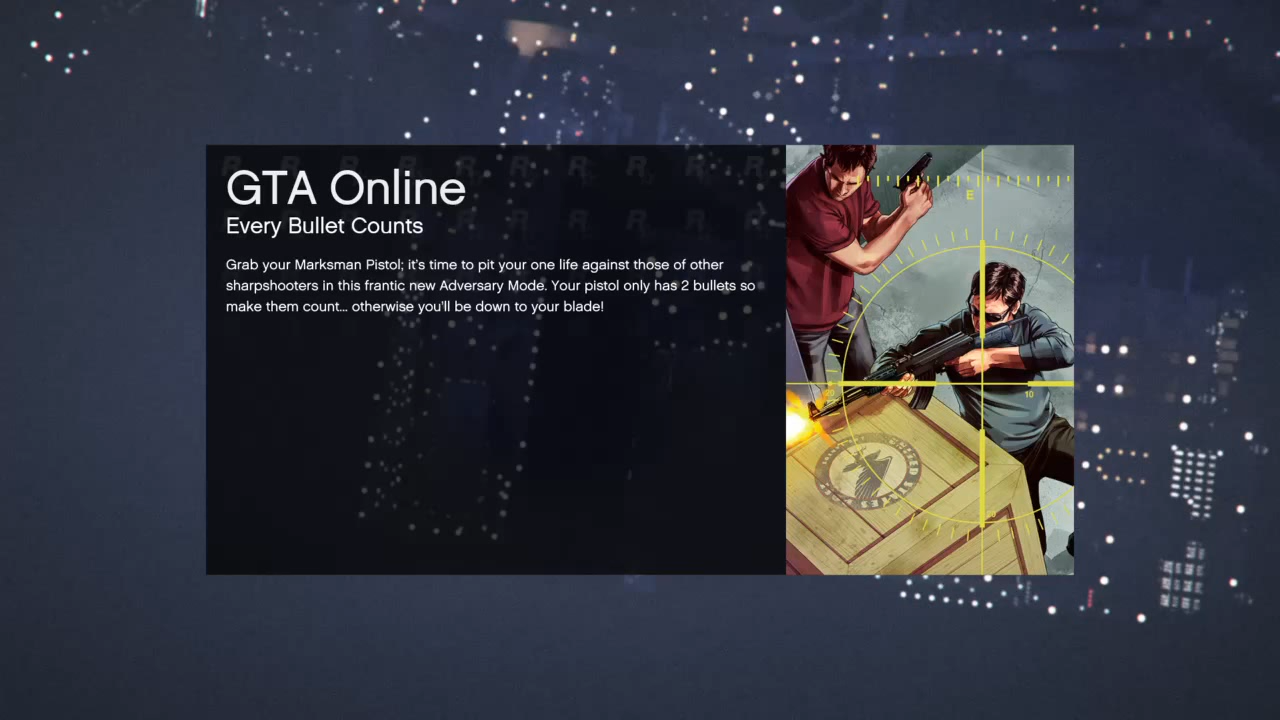 GTA Online
Every Bullet Counts
Grab your Marksman Pistol; it's time to pit your one life against those of other
sharpshooters in this frantic new Adversary Mode. Your pistol only has 2 bullets so
make them count... otherwise you'll be down to your blade!
E
10